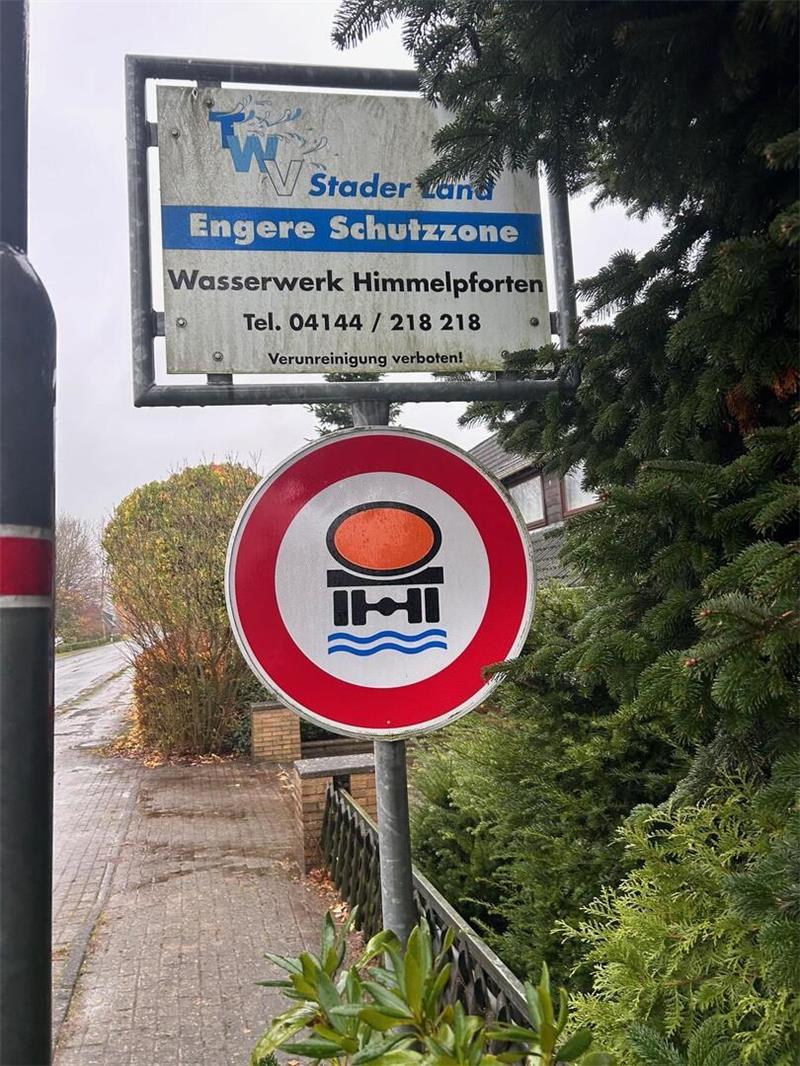 TWV
Stader Land
Engere Schutzzone
Wasserwerk Himmelpforten
Tel. 04144 / 218 218
Verunreinigung verboten!